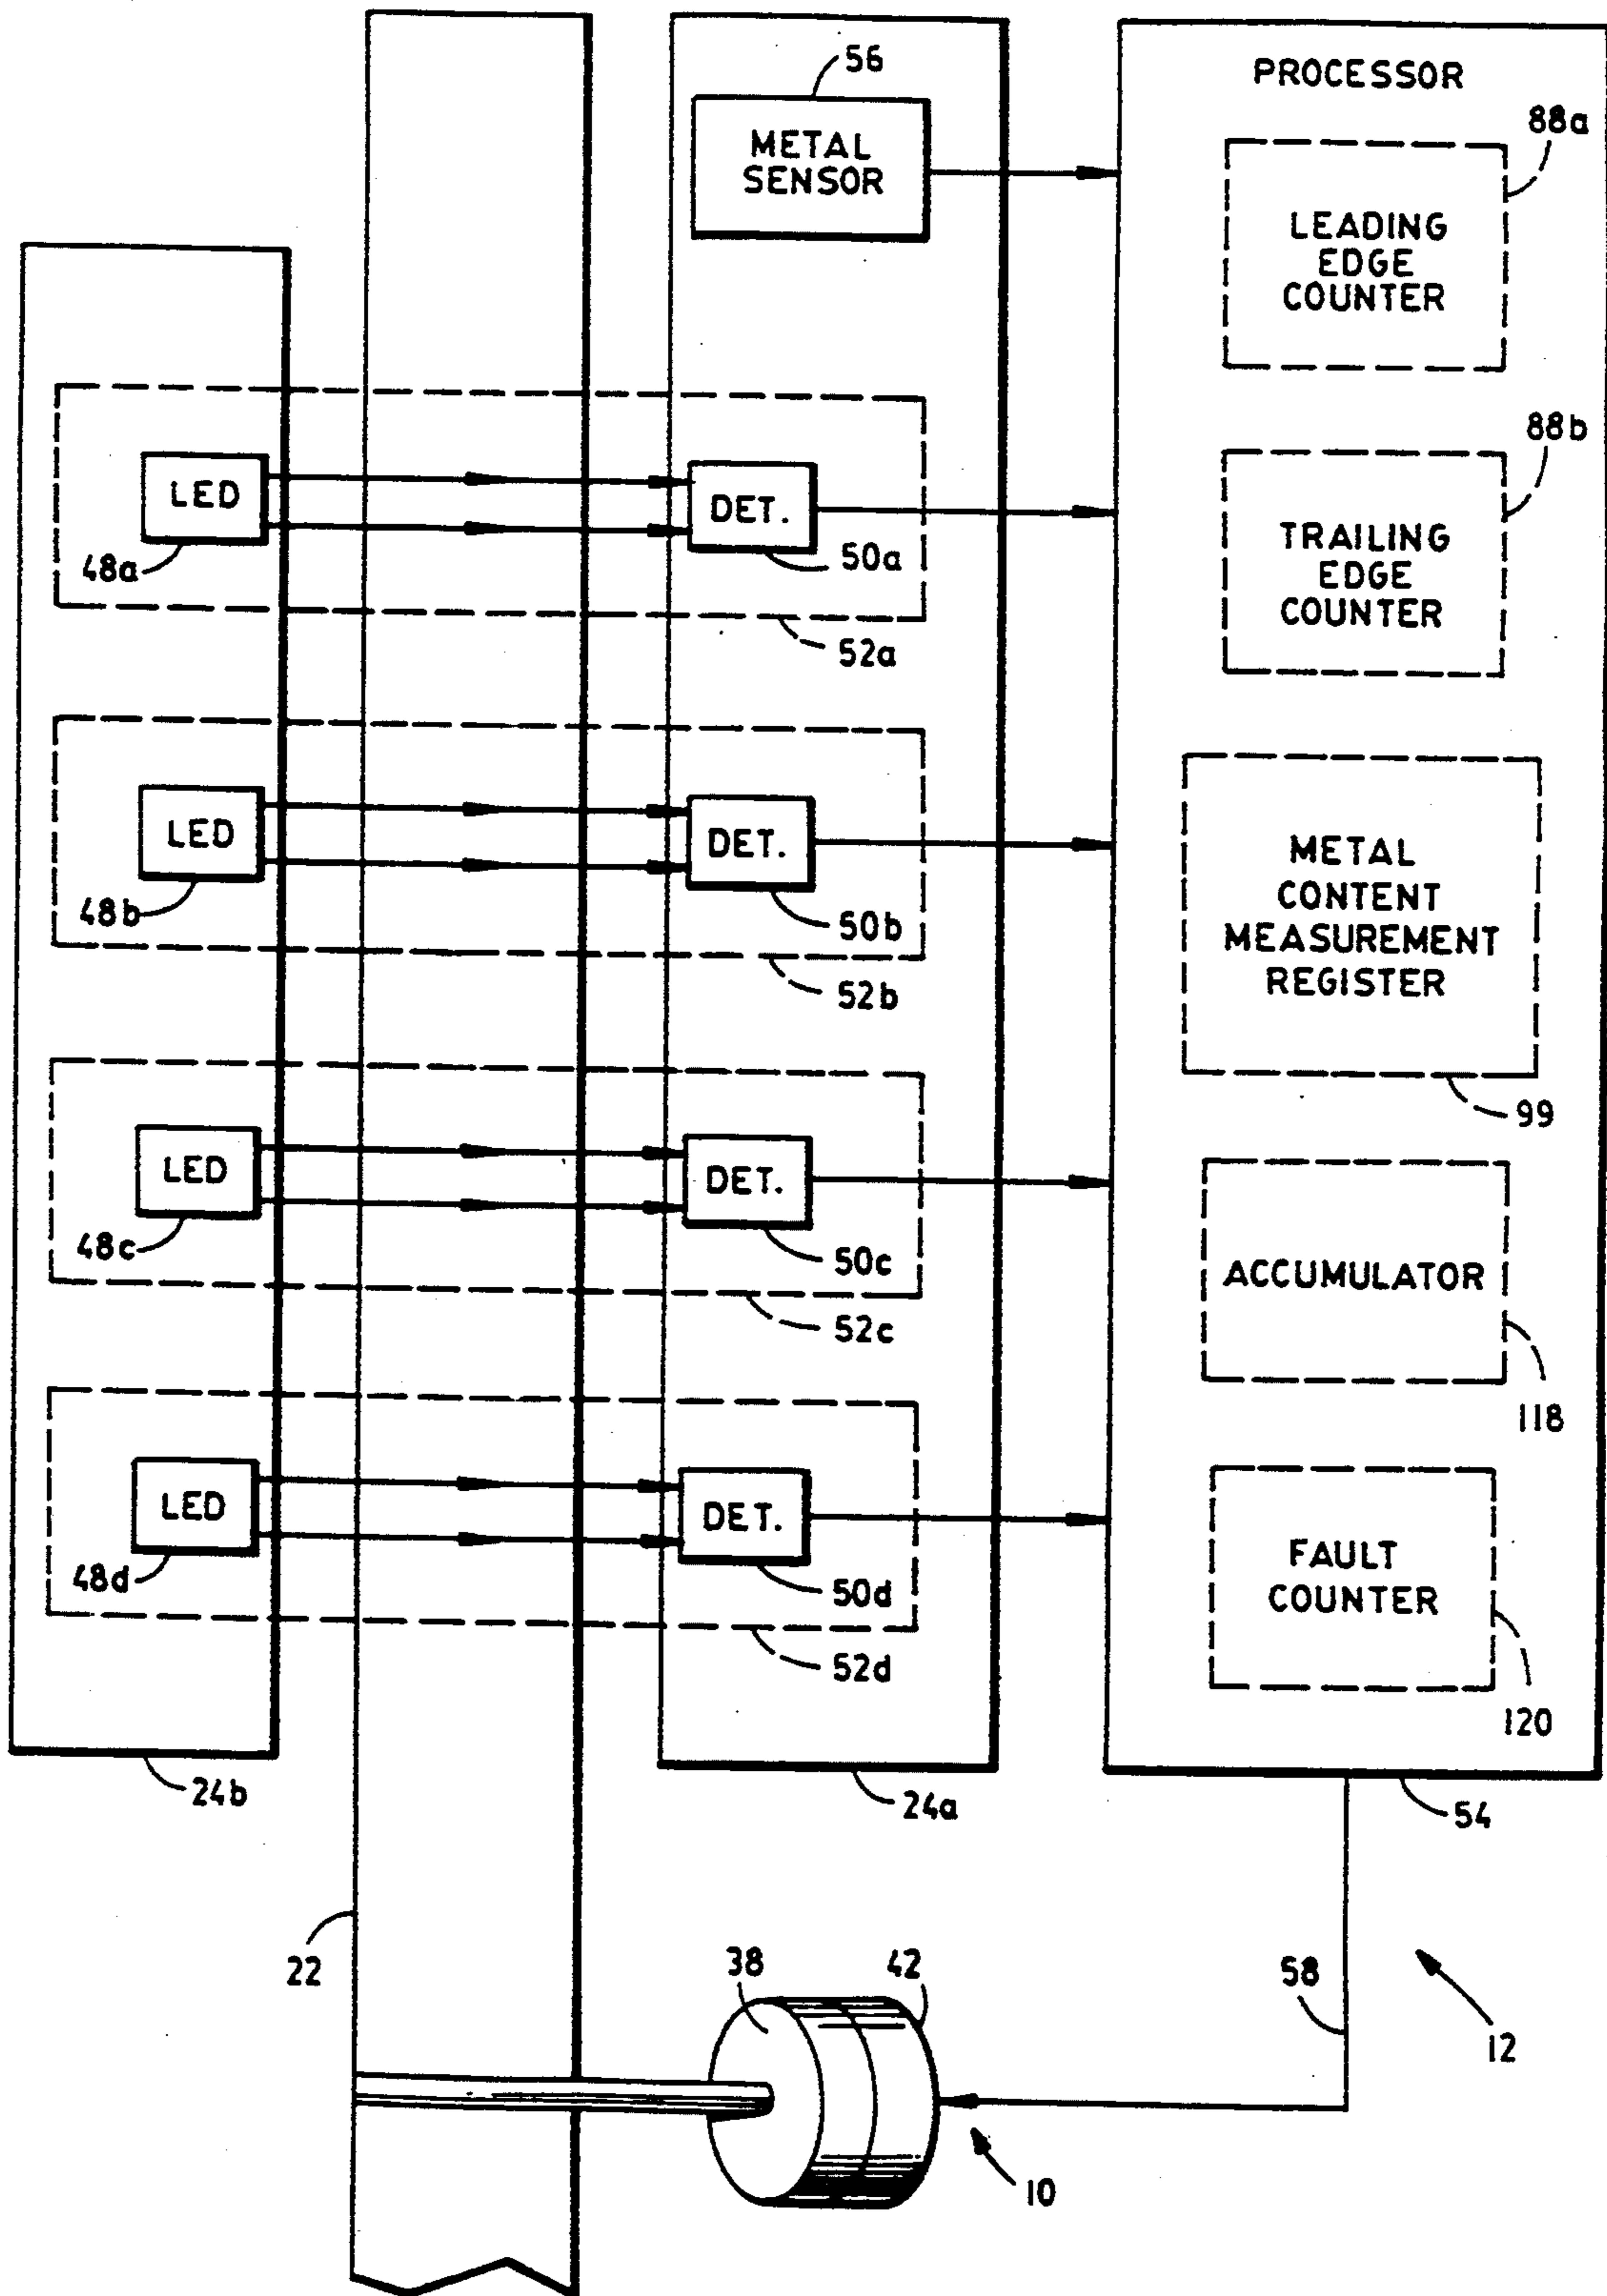 56
METAL
SENSOR
PROCESSOR
88a
LEADING
EDGE
COUNTER
LED
48a
DET.
50a
52a
88b
TRAILING
EDGE
COUNTER
LED
48b
DET.
50b
52b
METAL
CONTENT
MEASUREMENT
REGISTER
99
LED
48c
DET.
50c
52c
ACCUMULATOR
118
LED
48d
DET.
50d
52d
FAULT
COUNTER
120
24b
24a
54
22
38
42
58
12
10